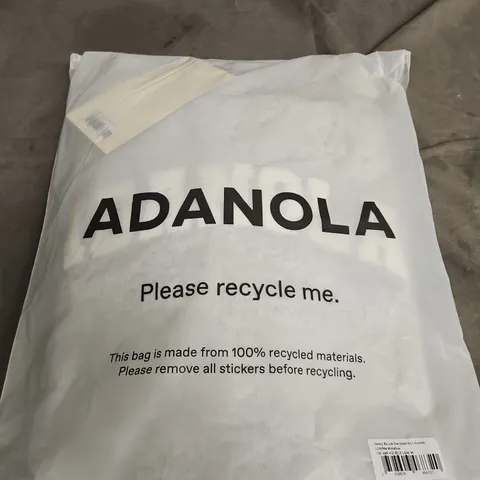 ADANOLA
Please recycle me.
This bag is made from 100% recycled materials.
Please remove all stickers before recycling.